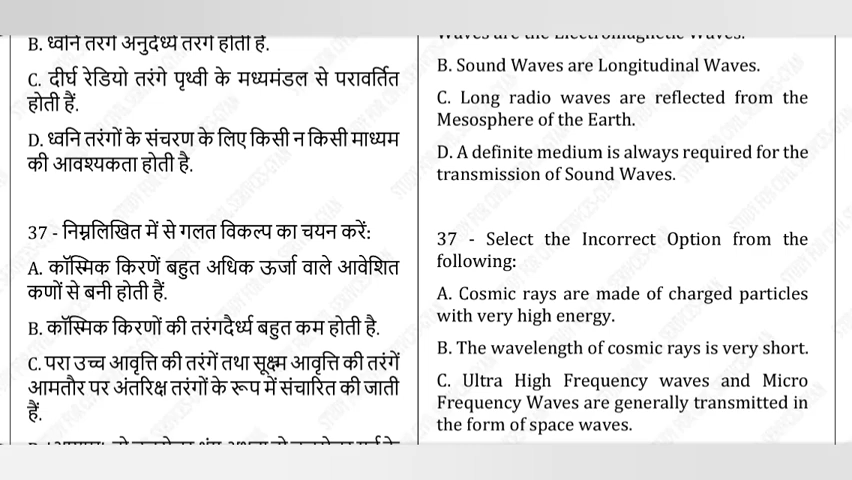 B. ध्वनि तरंगें अनुदैर्ध्य तरंगें होती हैं.
C. दीर्घ रेडियो तरंगे पृथ्वी के मध्यमंडल से परावर्तित
होती हैं.
D. ध्वनि तरंगों के संचरण के लिए किसी न किसी माध्यम
की आवश्यकता होती है.
37 - निम्नलिखित में से गलत विकल्प का चयन करें:
A. कॉस्मिक किरणें बहुत अधिक ऊर्जा वाले आवेशित
कणों से बनी होती हैं.
B. कॉस्मिक किरणों की तरंगदैर्ध्य बहुत कम होती है.
C. परा उच्च आवृत्ति की तरंगें तथा सूक्ष्म आवृत्ति की तरंगें
आमतौर पर अंतरिक्ष तरंगों के रूप में संचारित की जाती
हैं.
Waves are the Electromagnetic Waves.
B. Sound Waves are Longitudinal Waves.
C. Long radio waves are reflected from the
Mesosphere of the Earth.
D. A definite medium is always required for the
transmission of Sound Waves.
37 - Select the Incorrect Option from the
following:
A. Cosmic rays are made of charged particles
with very high energy.
B. The wavelength of cosmic rays is very short.
C. Ultra High Frequency waves and Micro
Frequency Waves are generally transmitted in
the form of space waves.